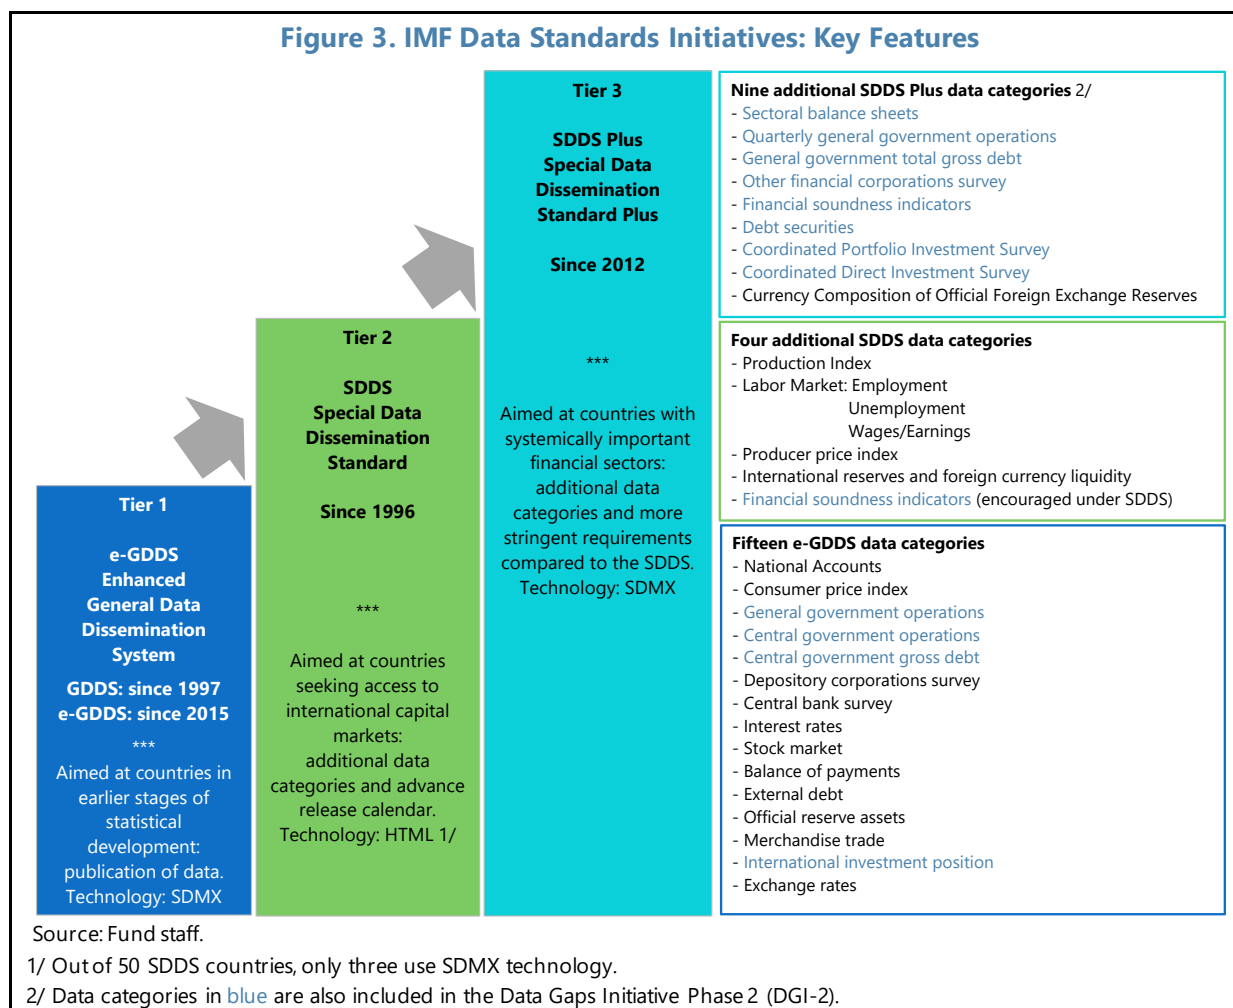 Figure 3. IMF Data Standards Initiatives: Key Features
Tier 1
e-GDDS
Enhanced
General Data
Dissemination
System
GDDS: since 1997
e-GDDS: since 2015
***
Aimed at countries in
earlier stages of
statistical
development:
publication of data.
Technology: SDMX
Tier 2
SDDS
Special Data
Dissemination
Standard
Since 1996
***
Aimed at countries
seeking access to
international capital
markets:
additional data
categories and advance
release calendar.
Technology: HTML 1/
Tier 3
SDDS Plus
Special Data
Dissemination
Standard Plus
Since 2012
***
Aimed at countries with
systemically important
financial sectors:
additional data
categories and more
stringent requirements
compared to the SDDS.
Technology: SDMX
Nine additional SDDS Plus data categories 2/
- Sectoral balance sheets
- Quarterly general government operations
- General government total gross debt
- Other financial corporations survey
- Financial soundness indicators
- Debt securities
- Coordinated Portfolio Investment Survey
- Coordinated Direct Investment Survey
- Currency Composition of Official Foreign Exchange Reserves
Four additional SDDS data categories
- Production Index
- Labor Market: Employment
Unemployment
Wages/Earnings
- Producer price index
- International reserves and foreign currency liquidity
- Financial soundness indicators (encouraged under SDDS)
Fifteen e-GDDS data categories
- National Accounts
- Consumer price index
- General government operations
- Central government operations
- Central government gross debt
- Depository corporations survey
- Central bank survey
- Interest rates
- Stock market
- Balance of payments
- External debt
- Official reserve assets
- Merchandise trade
- International investment position
- Exchange rates
Source: Fund staff.
1/ Out of 50 SDDS countries, only three use SDMX technology.
2/ Data categories in blue are also included in the Data Gaps Initiative Phase 2 (DGI-2).